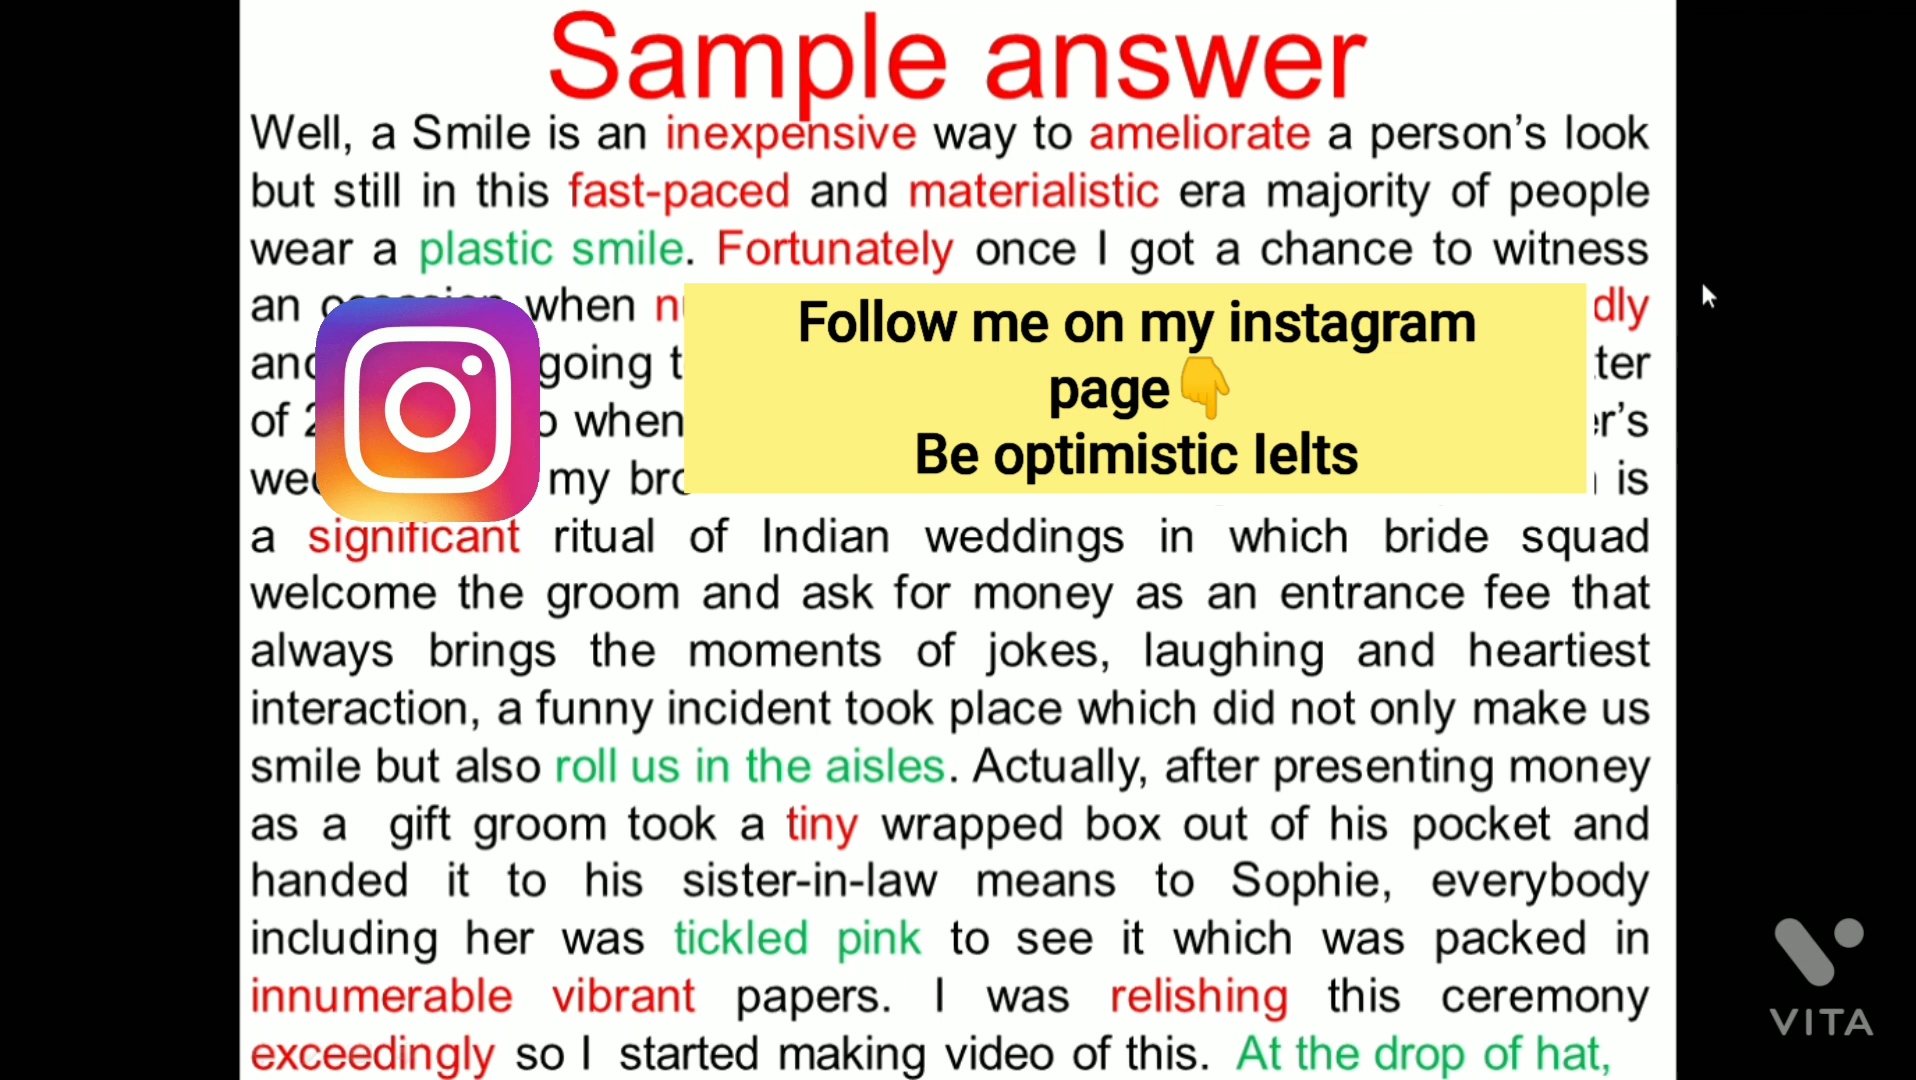 Sample answer
Well, a Smile is an inexpensive way to ameliorate a person's look
but still in this fast-paced and materialistic era majority of people
wear a plastic smile. Fortunately once I got a chance to witness
an when
going
of when
my
is
a significant ritual of Indian weddings in which bride squad
welcome the groom and ask for money as an entrance fee that
always brings the moments of jokes, laughing and heartiest
interaction, a funny incident took place which did not only make us
smile but also roll us in the aisles. Actually, after presenting money
as a gift groom took a tiny wrapped box out of his pocket and
handed it to his sister-in-law means to Sophie, everybody
including her was tickled pink to see it which was packed in
innumerable vibrant papers. I was relishing this ceremony
exceedingly so I started making video of this. At the drop of hat,
Follow me on my instagram
page👇
Be optimistic Ielts
VITA